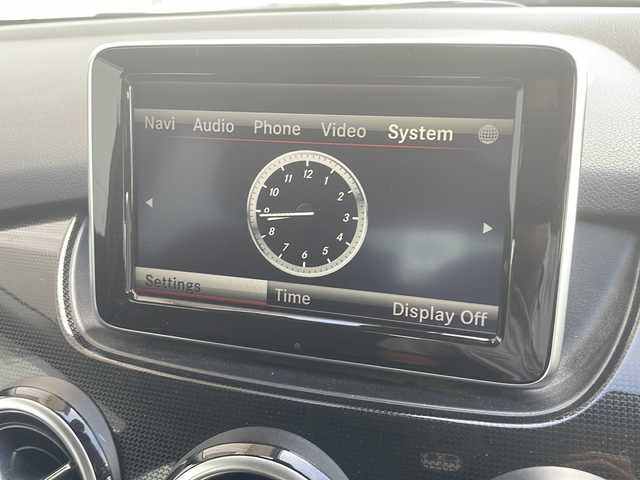 Navi Audio Phone Video System
11 12 1
10 2
9 3
8 4
7 6 5
Settings Time Display Off